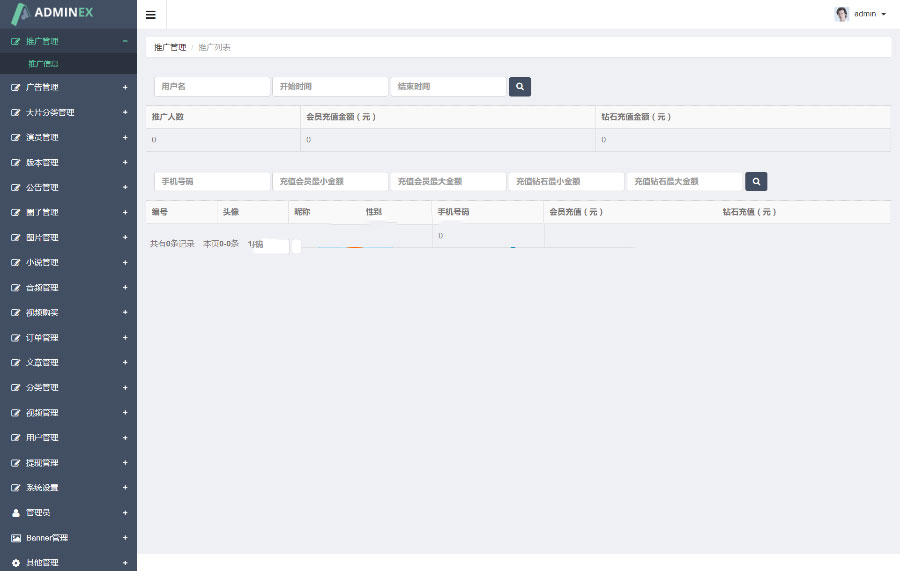 ADMINEX
admin
推广管理
推广信息
广告管理
大片分类管理
演员管理
版本管理
公告管理
圈子管理
图片管理
小说管理
音频管理
视频购买
订单管理
文章管理
分类管理
视频管理
用户管理
提现管理
系统设置
管理员
Banner管理
其他管理
推广管理 / 推广列表
用户名 开始时间 结束时间
推广人数 会员充值金额（元） 钻石充值金额（元）
0 0 0
手机号码 充值会员最小金额 充值会员最大金额 充值钻石最小金额 充值钻石最大金额
编号 头像 昵称 性别 手机号码 会员充值（元） 钻石充值（元）
0
共有0条记录 本页0-0条